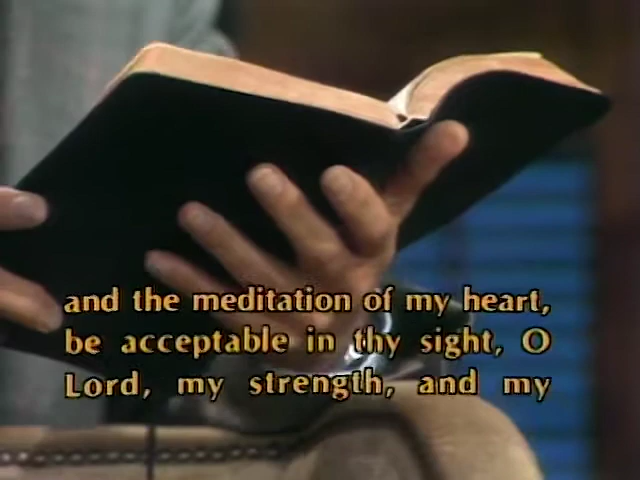 and the meditation of my heart,
be acceptable in thy sight, O
Lord, my strength, and my